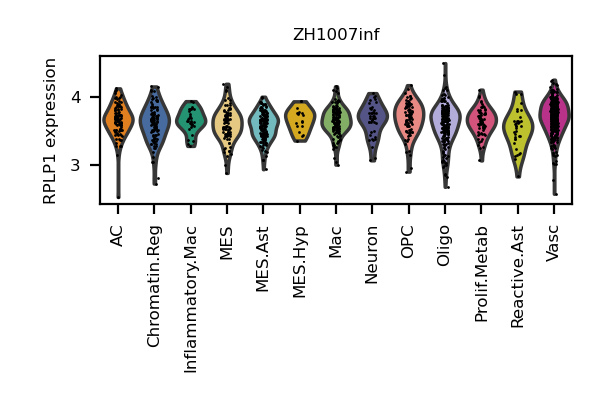 ZH1007inf
RPLP1 expression
4
3
AC
Chromatin.Reg
Inflammatory.Mac
MES
MES.Ast
MES.Hyp
Mac
Neuron
OPC
Oligo
Prolif.Metab
Reactive.Ast
Vasc